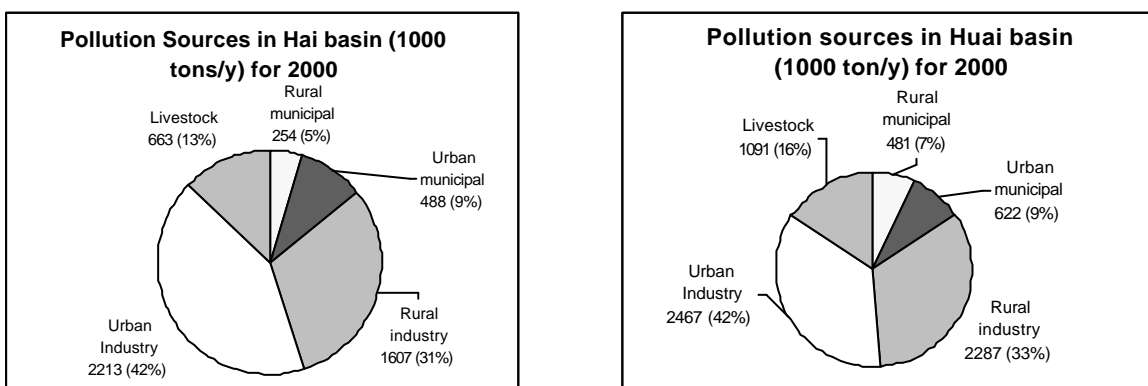 Pollution Sources in Hai basin (1000
tons/y) for 2000
Rural
municipal
254 (5%)
Livestock
663 (13%)
Urban
municipal
488 (9%)
Rural
industry
1607 (31%)
Urban
Industry
2213 (42%)
Pollution sources in Huai basin
(1000 ton/y) for 2000
Rural
municipal
481 (7%)
Livestock
1091 (16%)
Urban
municipal
622 (9%)
Urban
Industry
2467 (42%)
Rural
industry
2287 (33%)